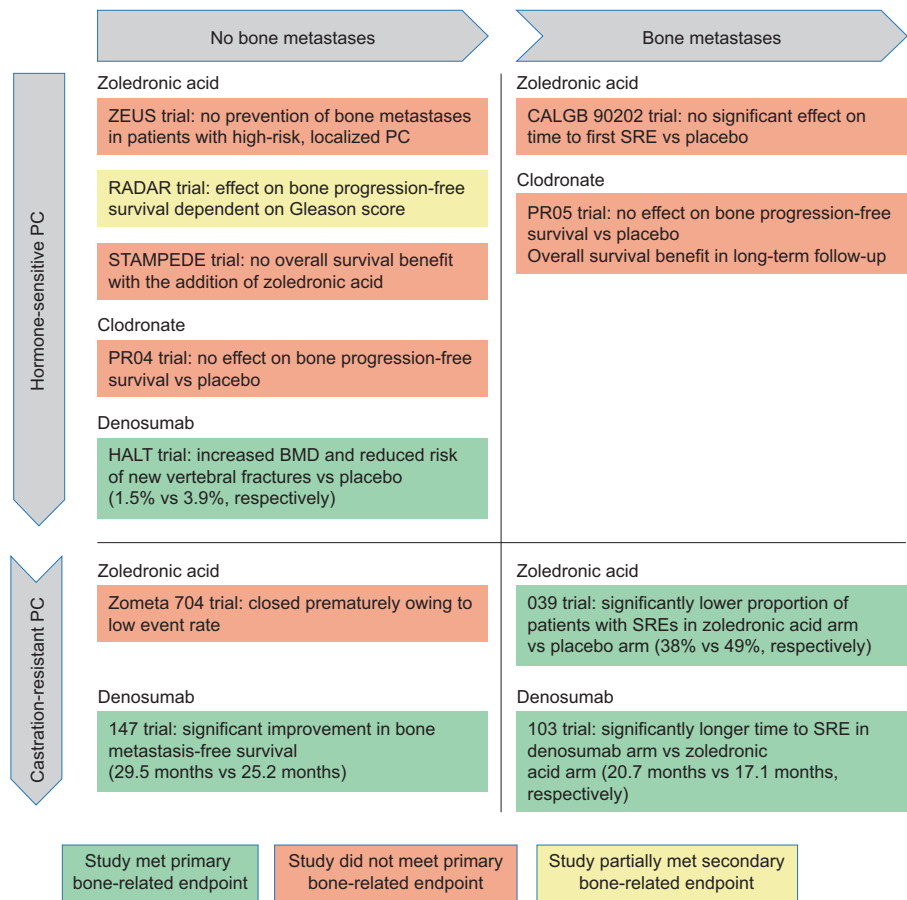 No bone metastases
Bone metastases
Hormone-sensitive PC
Zoledronic acid
ZEUS trial: no prevention of bone metastases
in patients with high-risk, localized PC
RADAR trial: effect on bone progression-free
survival dependent on Gleason score
STAMPEDE trial: no overall survival benefit
with the addition of zoledronic acid
Clodronate
PR04 trial: no effect on bone progression-free
survival vs placebo
Denosumab
HALT trial: increased BMD and reduced risk
of new vertebral fractures vs placebo
(1.5% vs 3.9%, respectively)
Zoledronic acid
CALGB 90202 trial: no significant effect on
time to first SRE vs placebo
Clodronate
PR05 trial: no effect on bone progression-free
survival vs placebo
Overall survival benefit in long-term follow-up
Castration-resistant PC
Zoledronic acid
Zometa 704 trial: closed prematurely owing to
low event rate
Denosumab
147 trial: significant improvement in bone
metastasis-free survival
(29.5 months vs 25.2 months)
Zoledronic acid
039 trial: significantly lower proportion of
patients with SREs in zoledronic acid arm
vs placebo arm (38% vs 49%, respectively)
Denosumab
103 trial: significantly longer time to SRE in
denosumab arm vs zoledronic
acid arm (20.7 months vs 17.1 months,
respectively)
Study met primary
bone-related endpoint
Study did not meet primary
bone-related endpoint
Study partially met secondary
bone-related endpoint